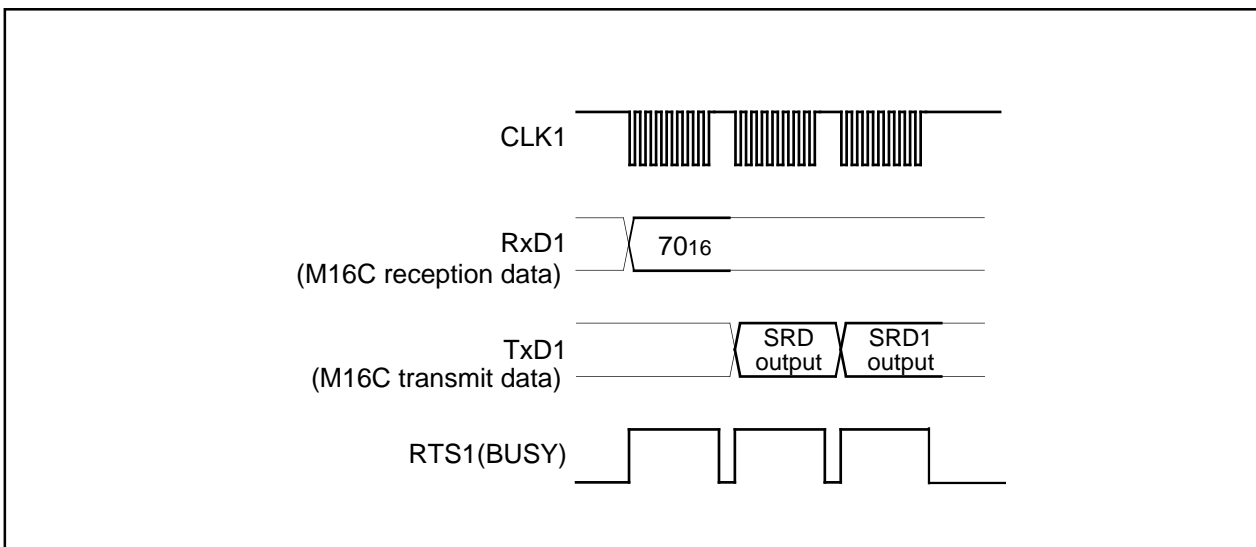 CLK1
RxD1
(M16C reception data)
7016
TxD1
(M16C transmit data)
SRD
output
SRD1
output
RTS1(BUSY)